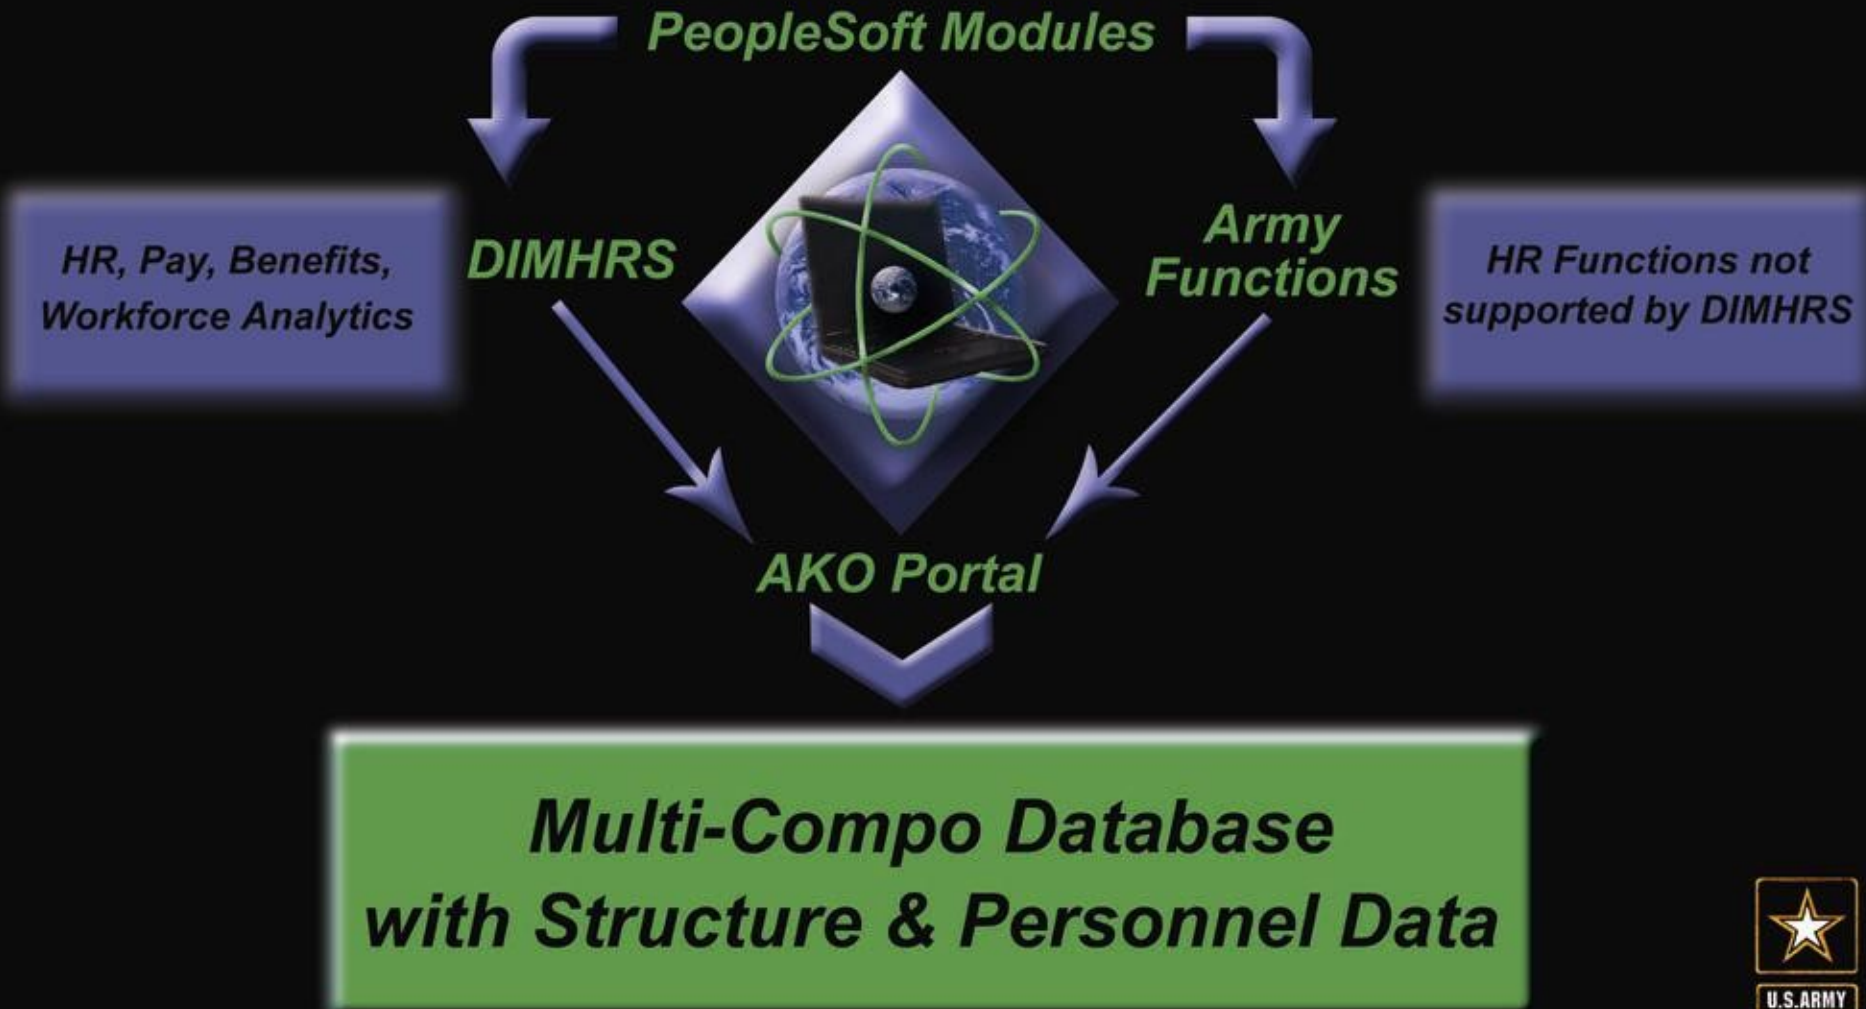 PeopleSoft Modules
HR, Pay, Benefits,
Workforce Analytics
DIMHRS
Army
Functions
HR Functions not
supported by DIMHRS
AKO Portal
Multi-Compo Database
with Structure & Personnel Data
U.S.ARMY